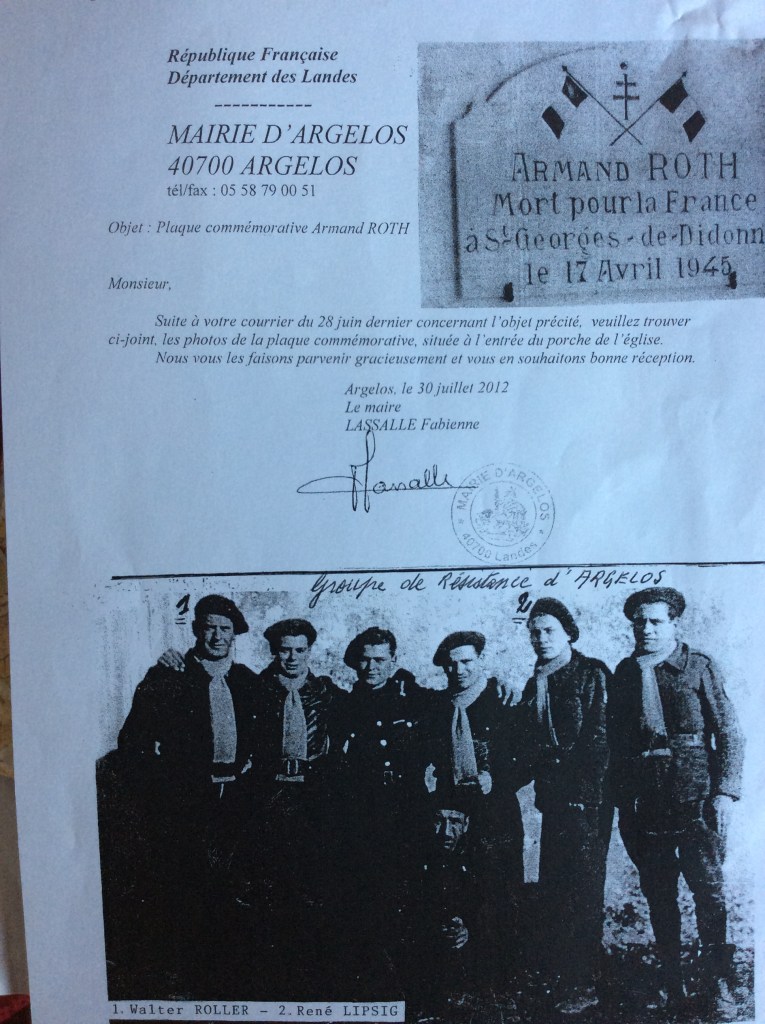 République Française
Département des Landes
-----------
MAIRIE D'ARGELOS
40700 ARGELOS
tél/fax : 05 58 79 00 51
Objet : Plaque commémorative Armand ROTH
ARMAND ROTH
Mort pour la France
à St Georges-de-Didonn
le 17 Avril 1945
Monsieur,
Suite à votre courrier du 28 juin dernier concernant l'objet précité, veuillez trouver
ci-joint, les photos de la plaque commémorative, située à l'entrée du porche de l'église.
Nous vous les faisons parvenir gracieusement et vous en souhaitons bonne réception.
Argelos, le 30 juillet 2012
Le maire
LASSALLE Fabienne
Lassalle
MAIRIE D'ARGELOS
40700 Landes
Groupe de Résistance d'ARGELOS
1 2
1. Walter ROLLER - 2. René LIPSIG